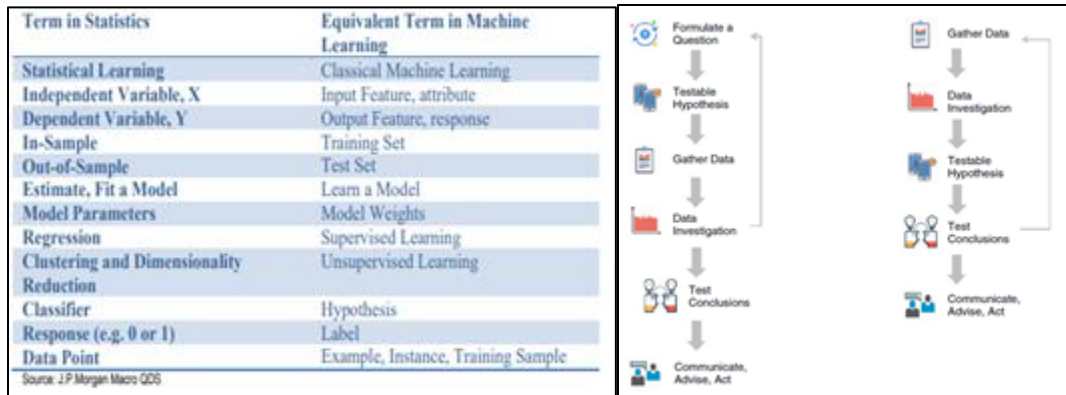 Term in Statistics Equivalent Term in Machine
Learning
Statistical Learning Classical Machine Learning
Independent Variable, X Input Feature, attribute
Dependent Variable, Y Output Feature, response
In-Sample Training Set
Out-of-Sample Test Set
Estimate, Fit a Model Learn a Model
Model Parameters Model Weights
Regression Supervised Learning
Clustering and Dimensionality Unsupervised Learning
Reduction
Classifier Hypothesis
Response (e.g. 0 or 1) Label
Data Point Example, Instance, Training Sample
Source: J.P.Morgan Macro QDS
Formulate a
Question
Testable
Hypothesis
Gather Data
Data
Investigation
Test
Conclusions
Communicate,
Advise, Act
Gather Data
Data
Investigation
Testable
Hypothesis
Test
Conclusions
Communicate,
Advise, Act